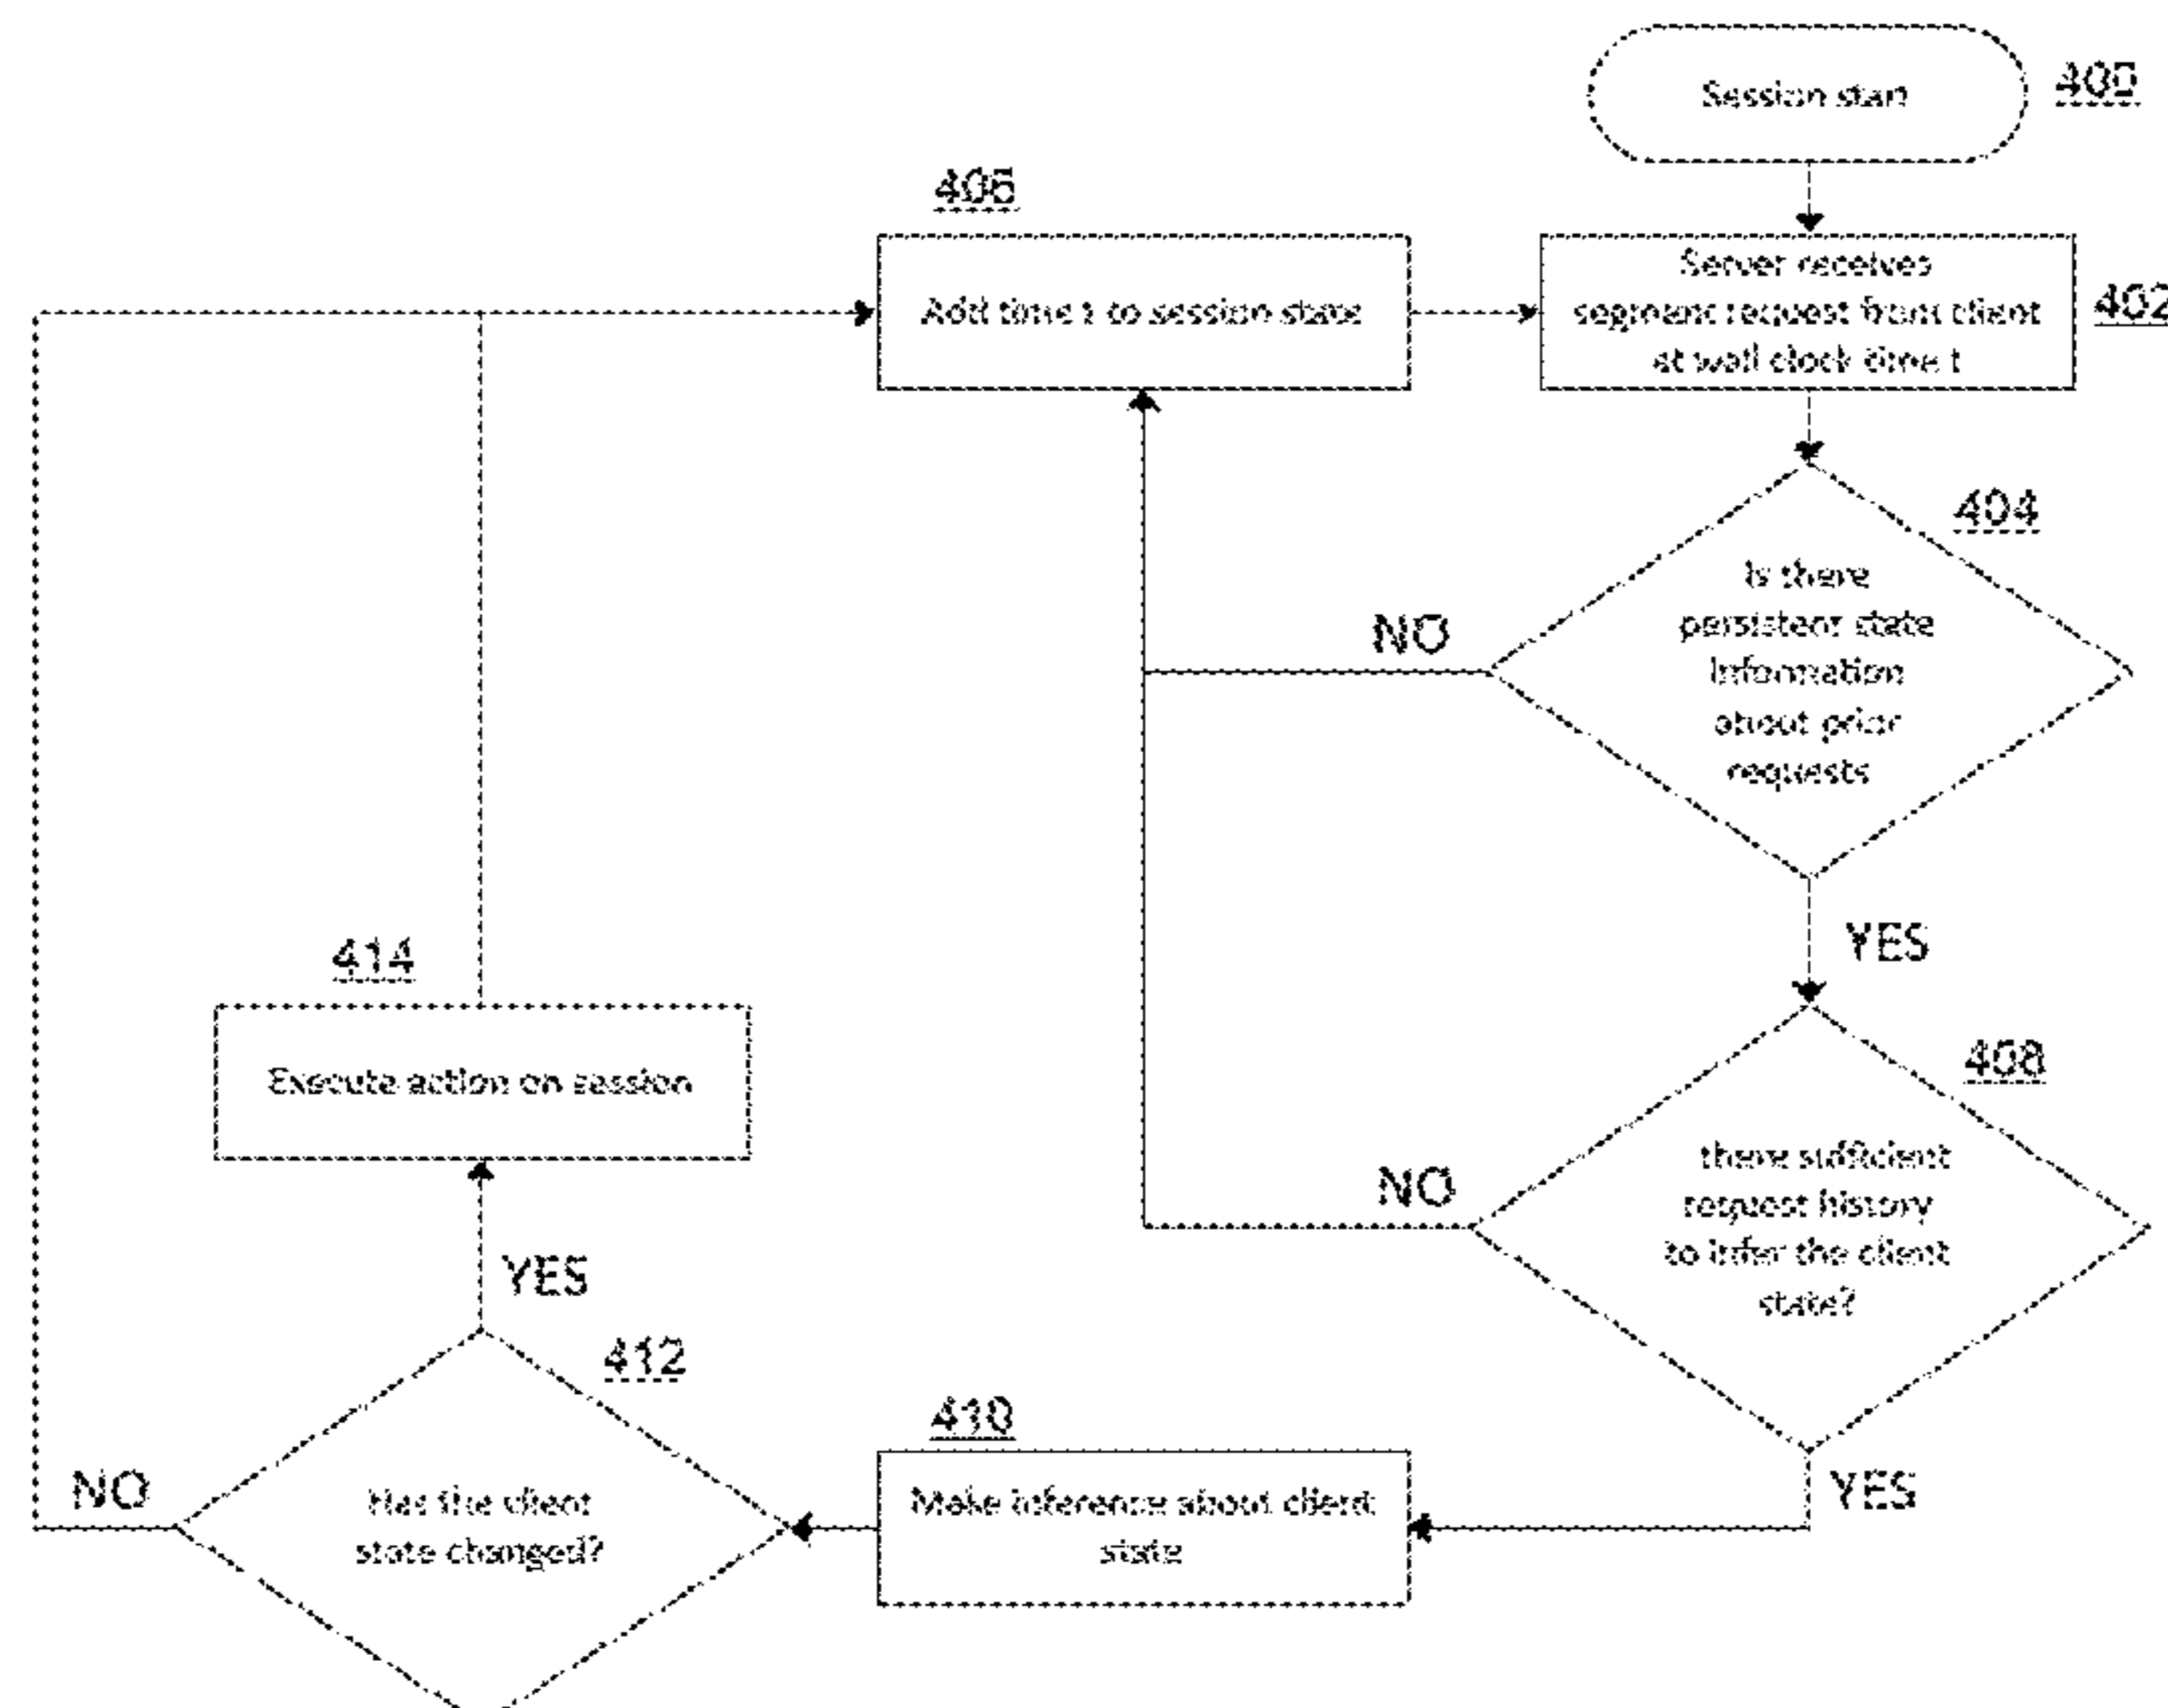 Session start
400
406
Add time t to session state
Server receives
segment request from client
at wall clock time t
402
404
Is there
persistent state
information
about prior
requests
NO
YES
408
there sufficient
request history
to infer the client
state?
NO
YES
410
Make inference about client
state
412
Has the client
state changed?
NO
YES
414
Execute action on session